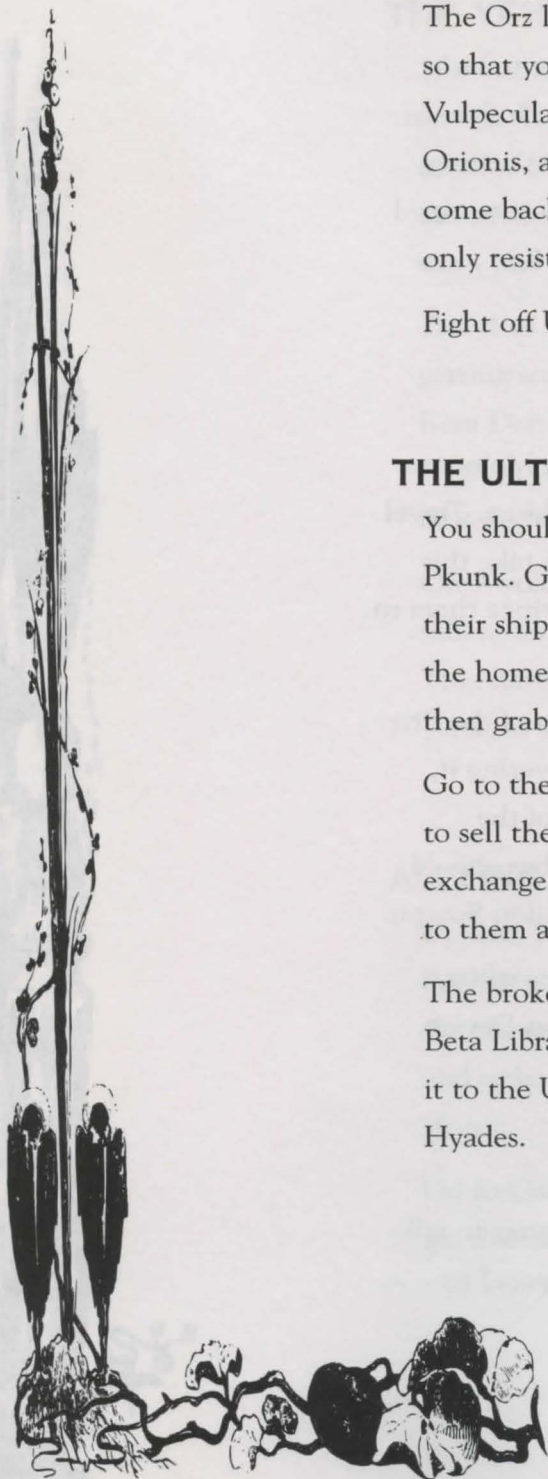 The Orz
so that yo
Vulpecula
Orionis, a
come bac
only resis
Fight off
THE ULT
You shoul
Pkunk. G
their ship
the home
then grab
Go to the
to sell the
exchange
to them a
The broke
Beta Libra
it to the U
Hyades.